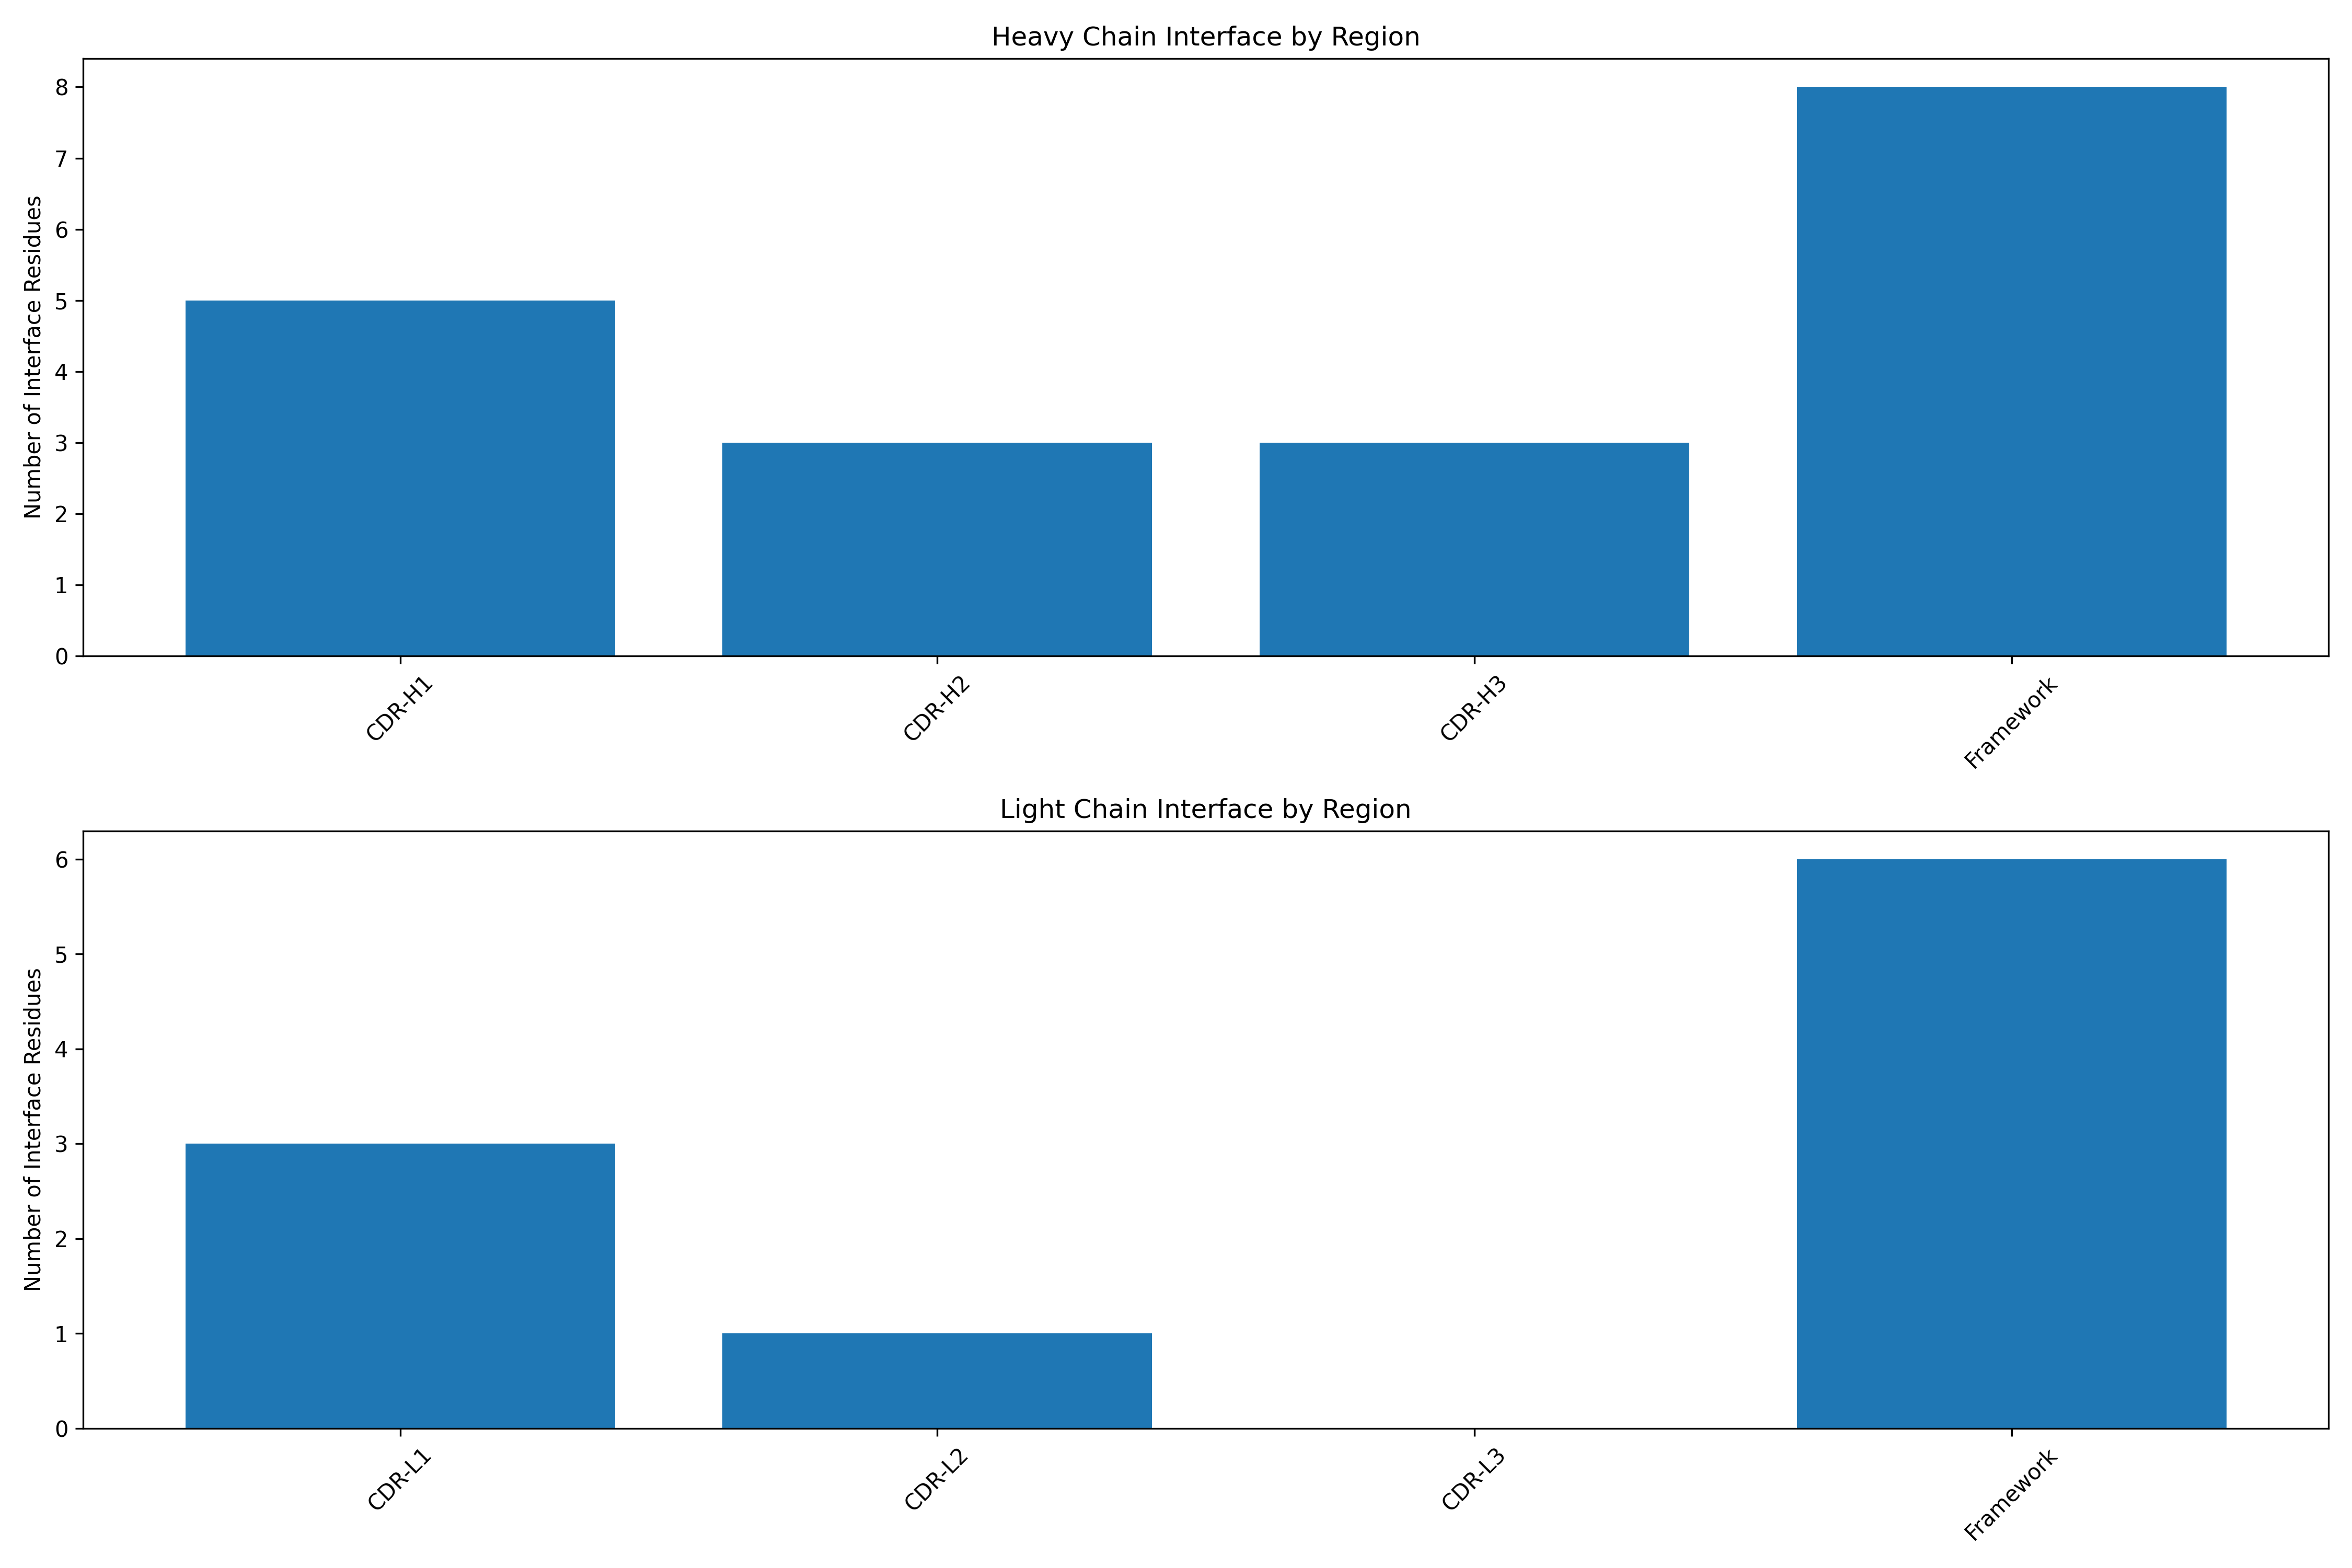 Heavy Chain Interface by Region
Number of Interface Residues
8
7
6
5
4
3
2
1
0
CDR-H1
CDR-H2
CDR-H3
Framework
Light Chain Interface by Region
Number of Interface Residues
6
5
4
3
2
1
0
CDR-L1
CDR-L2
CDR-L3
Framework